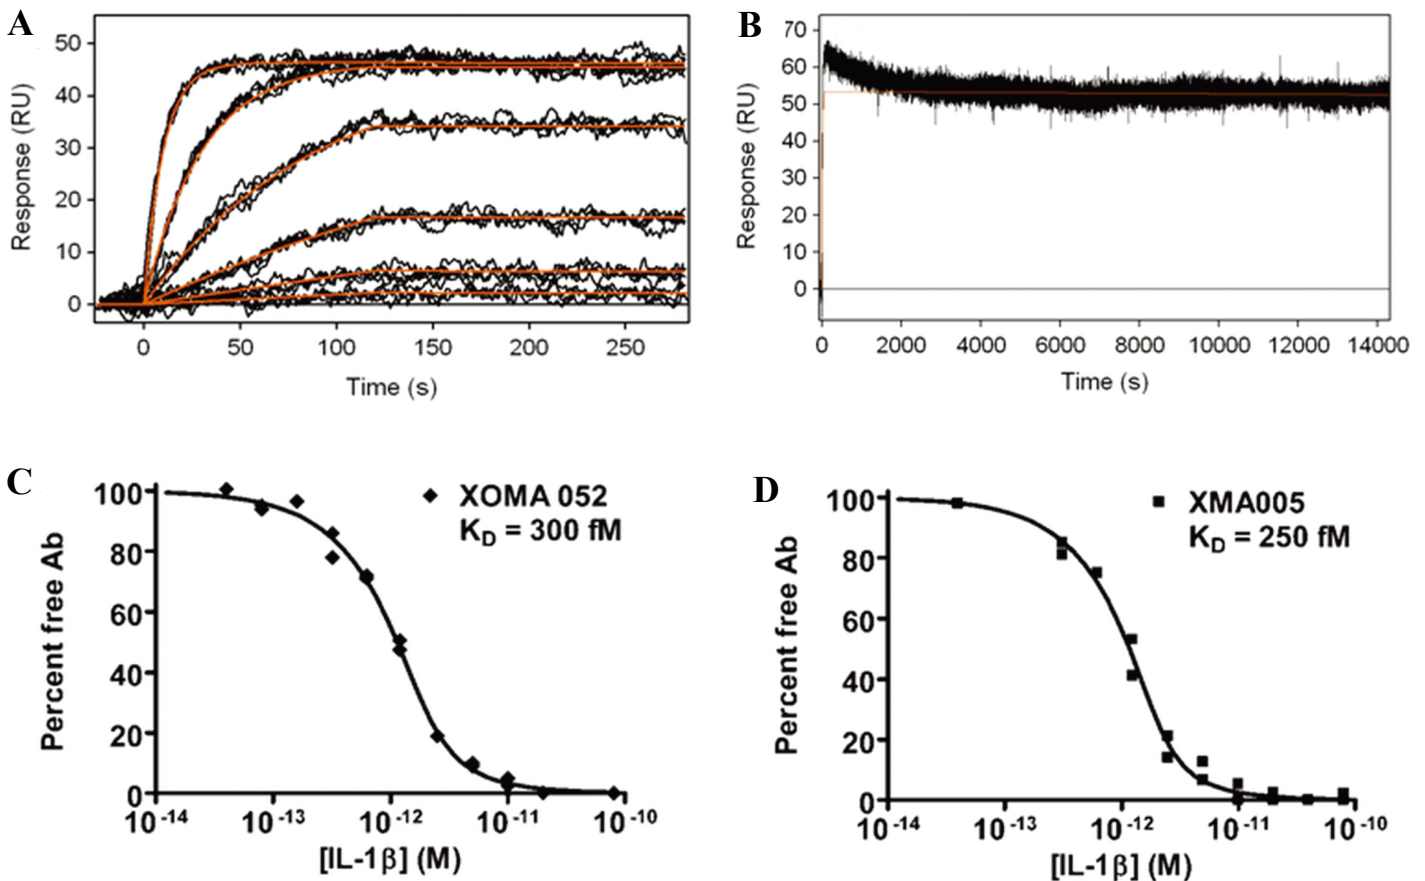 A
50
40
30
20
10
0
Response (RU)
0 50 100 150 200 250
Time (s)
B
70
60
50
40
30
20
10
0
Response (RU)
0 2000 4000 6000 8000 10000 12000 14000
Time (s)
C
XOMA 052
K_D = 300 fM
100
80
60
40
20
0
Percent free Ab
10^-14 10^-13 10^-12 10^-11 10^-10
[IL-1β] (M)
D
XMA005
K_D = 250 fM
100
80
60
40
20
0
Percent free Ab
10^-14 10^-13 10^-12 10^-11 10^-10
[IL-1β] (M)